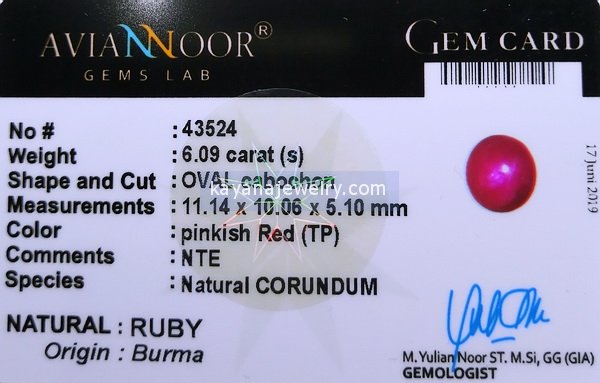 AVIANNOOR®
GEMS LAB
GEM CARD
No # : 43524
Weight : 6.09 carat (s)
Shape and Cut : OVAL cabochon
kayanajewelry.com
Measurements : 11.14 x 10.06 x 5.10 mm
Color : pinkish Red (TP)
Comments : NTE
Species : Natural CORUNDUM
17 Juni 2019
NATURAL : RUBY
Origin : Burma
M. Yulian Noor ST. M.Si, GG (GIA)
GEMOLOGIST